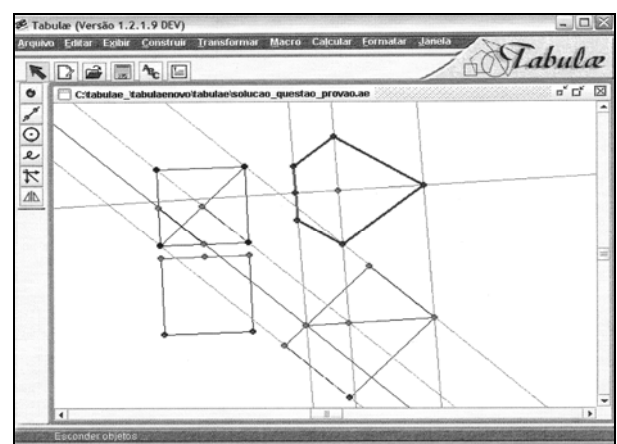 Tabulæ (Versão 1.2.1.9 DEV)
Arquivo Editar Exibir Construir Transformar Macro Calcular Formatar Janela
Tabulæ
ABC
C:\tabulae_\tabulaenovo\tabulae\solucao_questao_provao.ae
Esconder objetos